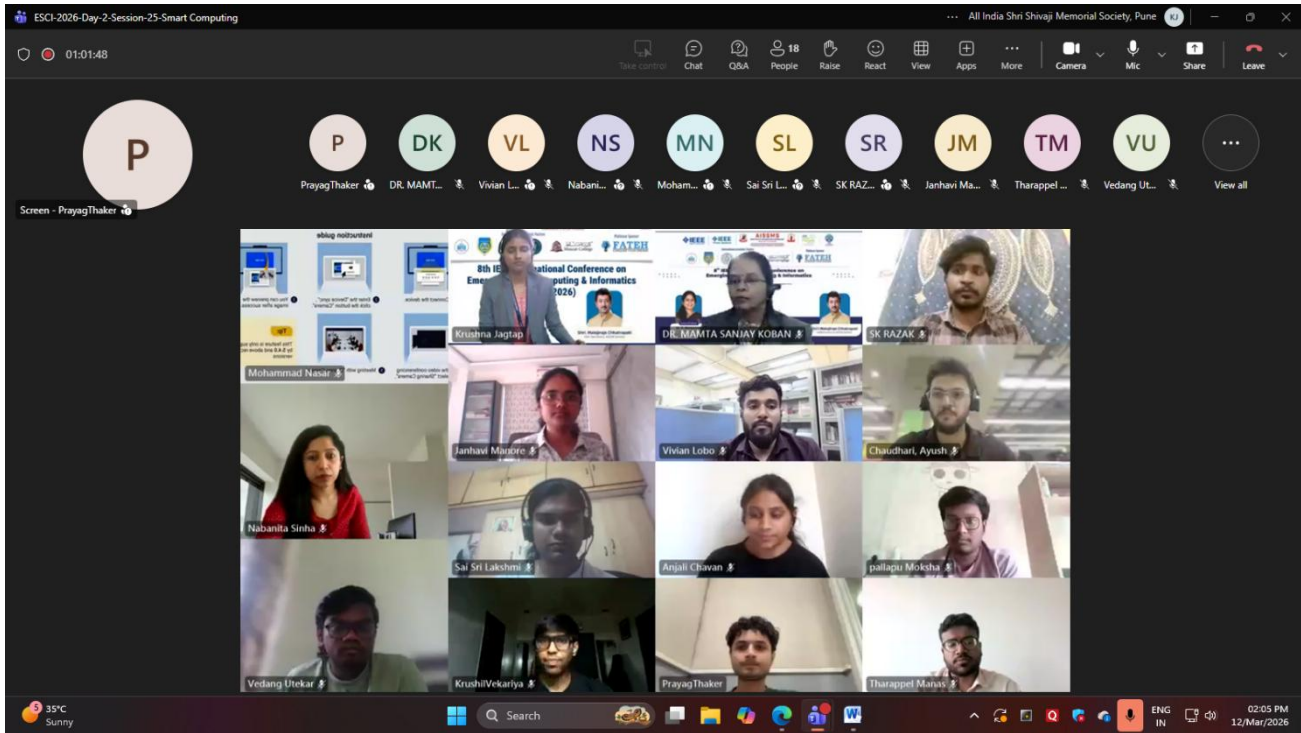 ESCI-2026-Day-2-Session-25-Smart Computing
All India Shri Shivaji Memorial Society, Pune
KJ
01:01:48
Take control
Chat
Q&A
18
People
Raise
React
View
Apps
More
Camera
Mic
Share
Leave
P
Screen - PrayagThaker
P
DK
VL
NS
MN
SL
SR
JM
TM
VU
PrayagThaker
DR. MAMT...
Vivian L...
Nabani...
Moham...
Sai Sri L...
SK RAZ...
Janhavi Ma...
Tharappel ...
Vedang Ut...
View all
Instruction guide
Tip
Mohammad Nasar
FATEH
8th IE
national Conference on
Eme
puting & Informatics
2026)
Krushna Jagtap
IEEE
IEEE
AISSMS
FATEH
DR. MAMTA SANJAY KOBAN
SK RAZAK
Janhavi Manore
Vivian Lobo
Chaudhari, Ayush
Nabanita Sinha
Sai Sri Lakshmi
Anjali Chavan
pallapu Moksha
Vedang Utekar
KrushilVekariya
PrayagThaker
Tharappel Manas
5
35°C
Sunny
Search
ENG
IN
02:05 PM
12/Mar/2026